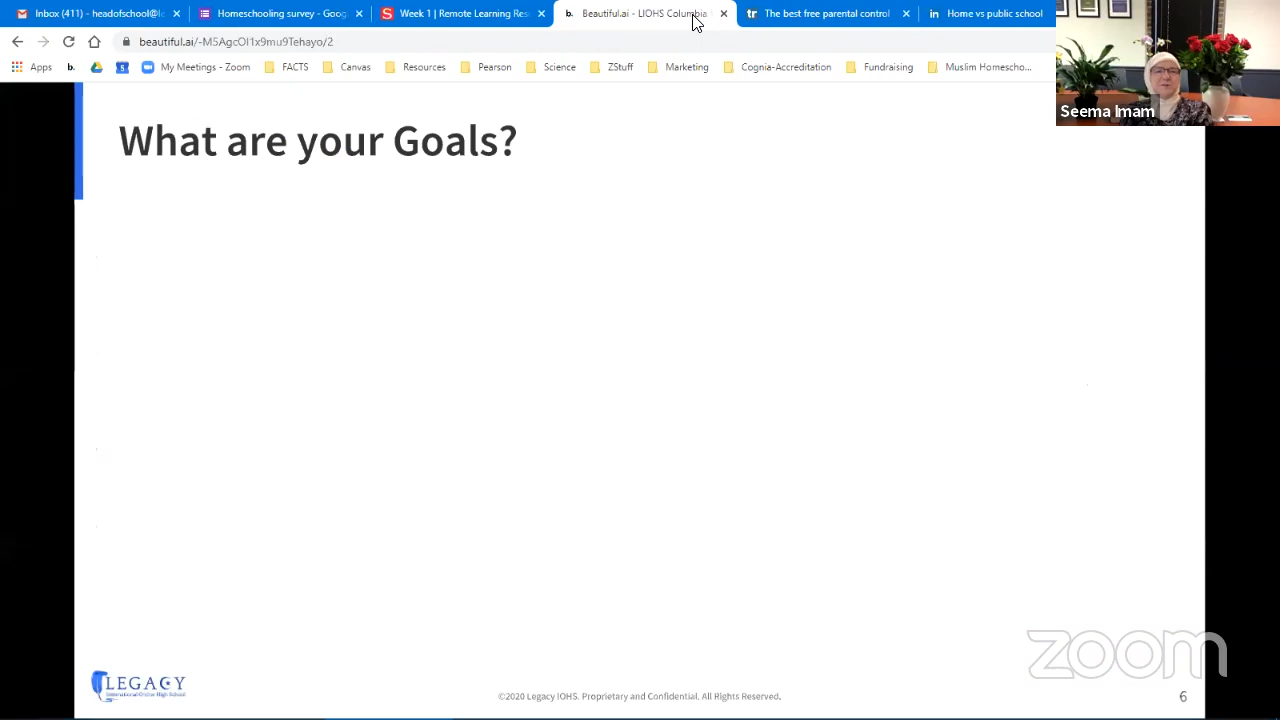 Inbox (411) - headofschool@le
Homeschooling survey - Goog
Week 1 | Remote Learning Res
Beautiful.ai - LIOHS Columbia
The best free parental control
Home vs public school
beautiful.ai/-M5AgcOl1x9mu9Tehayo/2
Apps
My Meetings - Zoom
FACTS
Canvas
Resources
Pearson
Science
ZStuff
Marketing
Cognia-Accreditation
Fundraising
Muslim Homescho...
Seema Imam
What are your Goals?
zoom
LEGACY
International Online High School
©2020 Legacy IOHS. Proprietary and Confidential. All Rights Reserved.
6